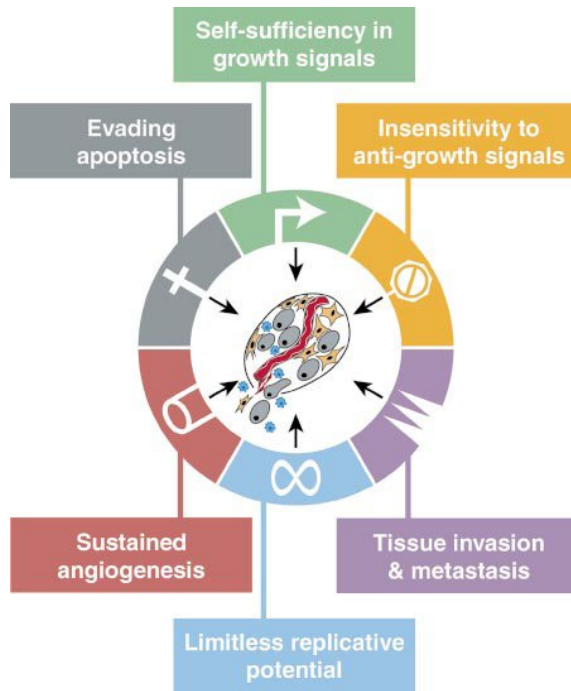 Self-sufficiency in
growth signals
Evading
apoptosis
Insensitivity to
anti-growth signals
Sustained
angiogenesis
Tissue invasion
& metastasis
Limitless replicative
potential